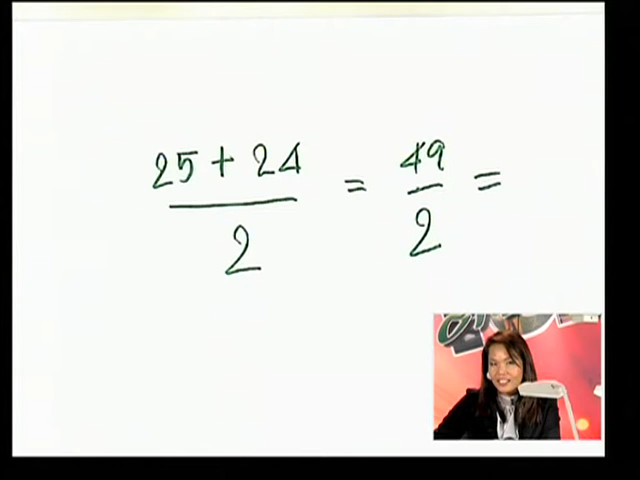 25 + 24 / 2 = 49 / 2 =